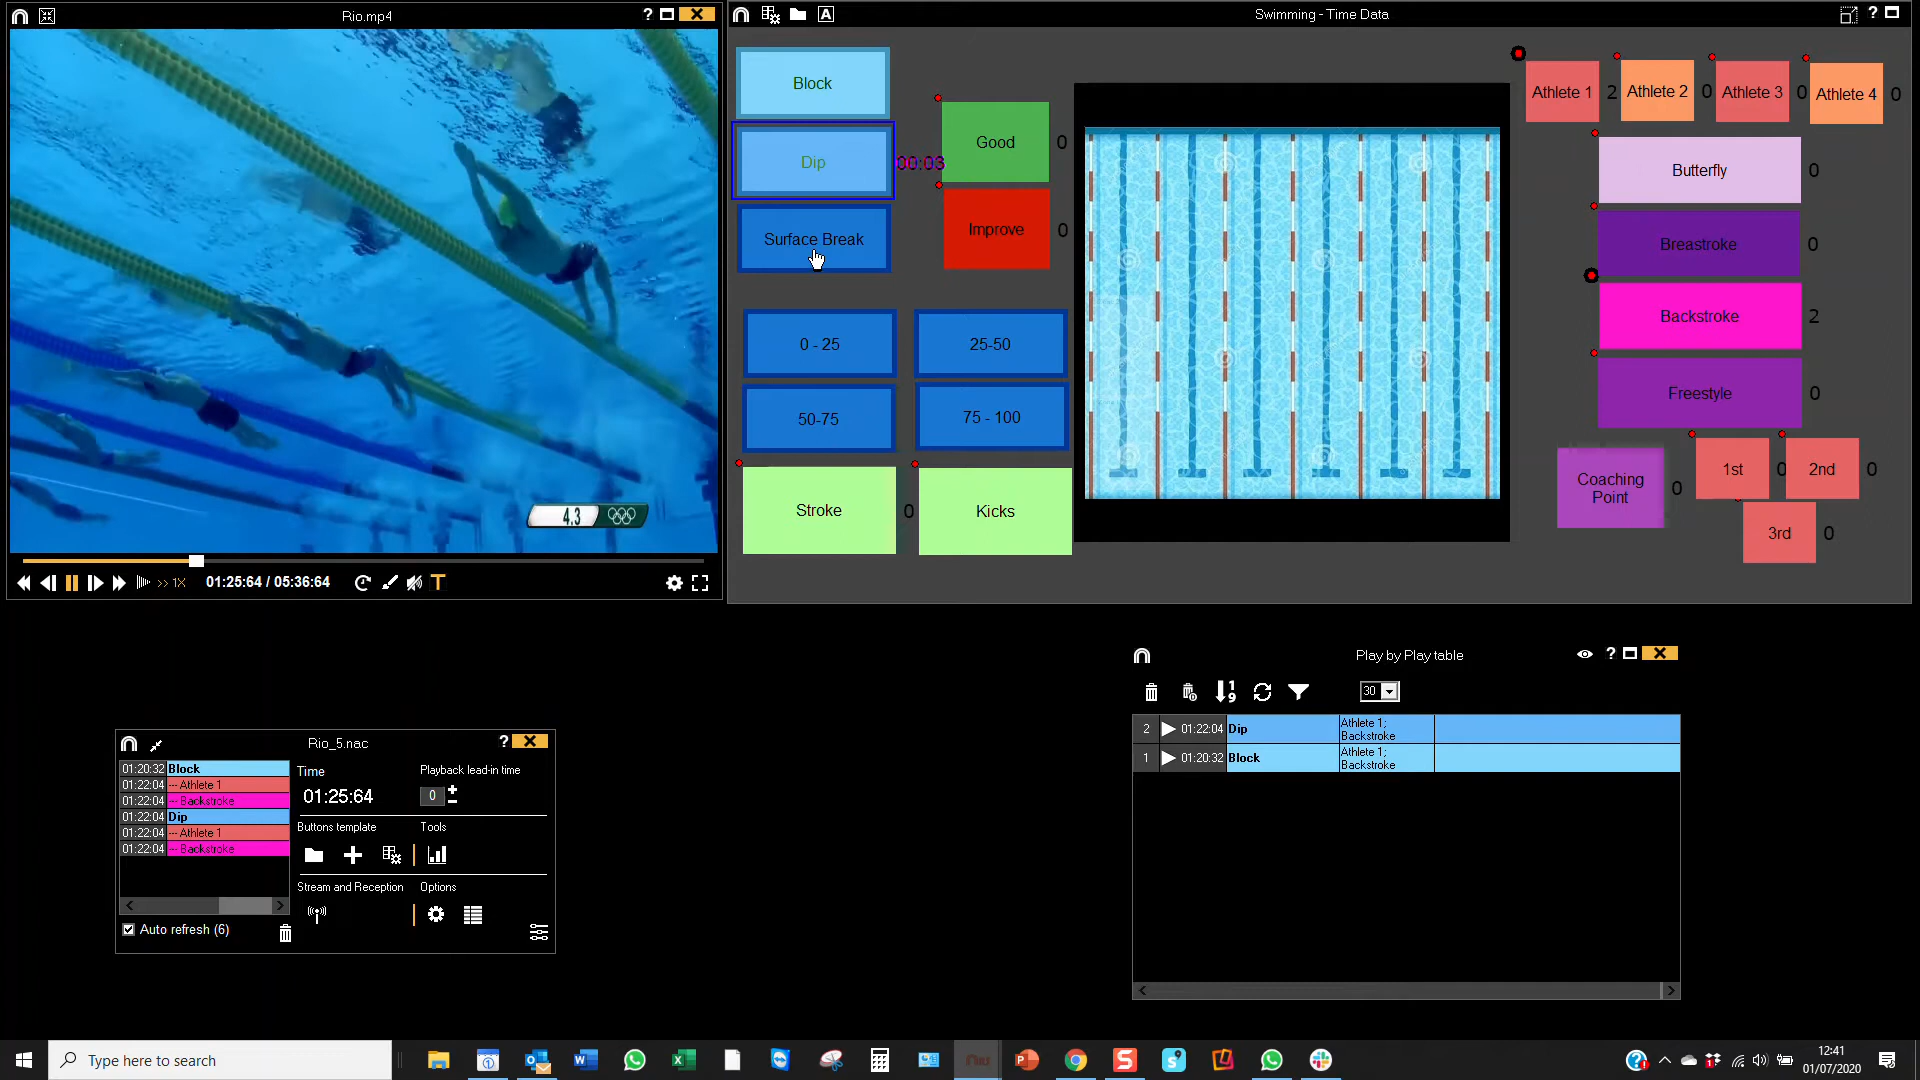 Rio.mp4
?
4.3
1X
01:25:64 / 05:36:64
T
A
Swimming - Time Data
?
Block
Dip
00:03
Surface Break
Good
0
Improve
0
0 - 25
25-50
50-75
75 - 100
Stroke
0
Kicks
Athlete 1
2
Athlete 2
0
Athlete 3
0
Athlete 4
0
Butterfly
0
Breastroke
0
Backstroke
2
Freestyle
0
Coaching
Point
0
1st
0
2nd
0
3rd
0
Rio_5.nac
?
01:20:32 Block
01:22:04 --- Athlete 1
01:22:04 --- Backstroke
01:22:04 Dip
01:22:04 --- Athlete 1
01:22:04 --- Backstroke
Auto refresh (6)
Time
01:25:64
Playback lead-in time
0
Buttons template
Tools
Stream and Reception
Options
Play by Play table
?
30
2 01:22:04 Dip Athlete 1;
Backstroke
1 01:20:32 Block Athlete 1;
Backstroke
Type here to search
12:41
01/07/2020